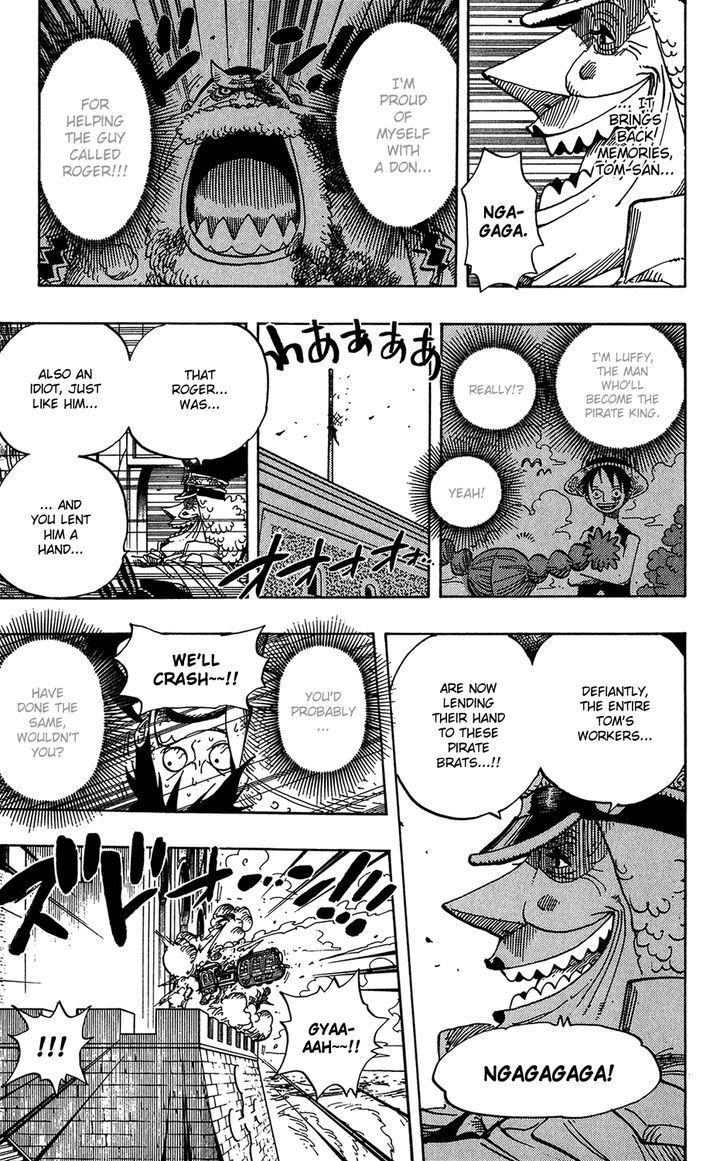 ... IT
BRINGS
BACK
MEMORIES,
TOM-SAN...
NGA-
GAGA.
I'M
PROUD
OF
MYSELF
WITH
A DON...
FOR
HELPING
THE GUY
CALLED
ROGER!!!
I'M LUFFY,
THE MAN
WHO'LL
BECOME THE
PIRATE KING.
REALLY!?
YEAH!
わああああ
オオオオオ...
THAT
ROGER...
WAS...
ALSO AN
IDIOT, JUST
LIKE HIM...
... AND
YOU LENT
HIM A
HAND...
DEFIANTLY,
THE ENTIRE
TOM'S
WORKERS...
ARE NOW
LENDING
THEIR HAND
TO THESE
PIRATE
BRATS...!!
NGAGAGAGA!
YOU'D
PROBABLY
...
WE'LL
CRASH~~!!
HAVE
DONE THE
SAME,
WOULDN'T
YOU?
ズドォー...!!!
GYAA-
AAH~~!!
!!!